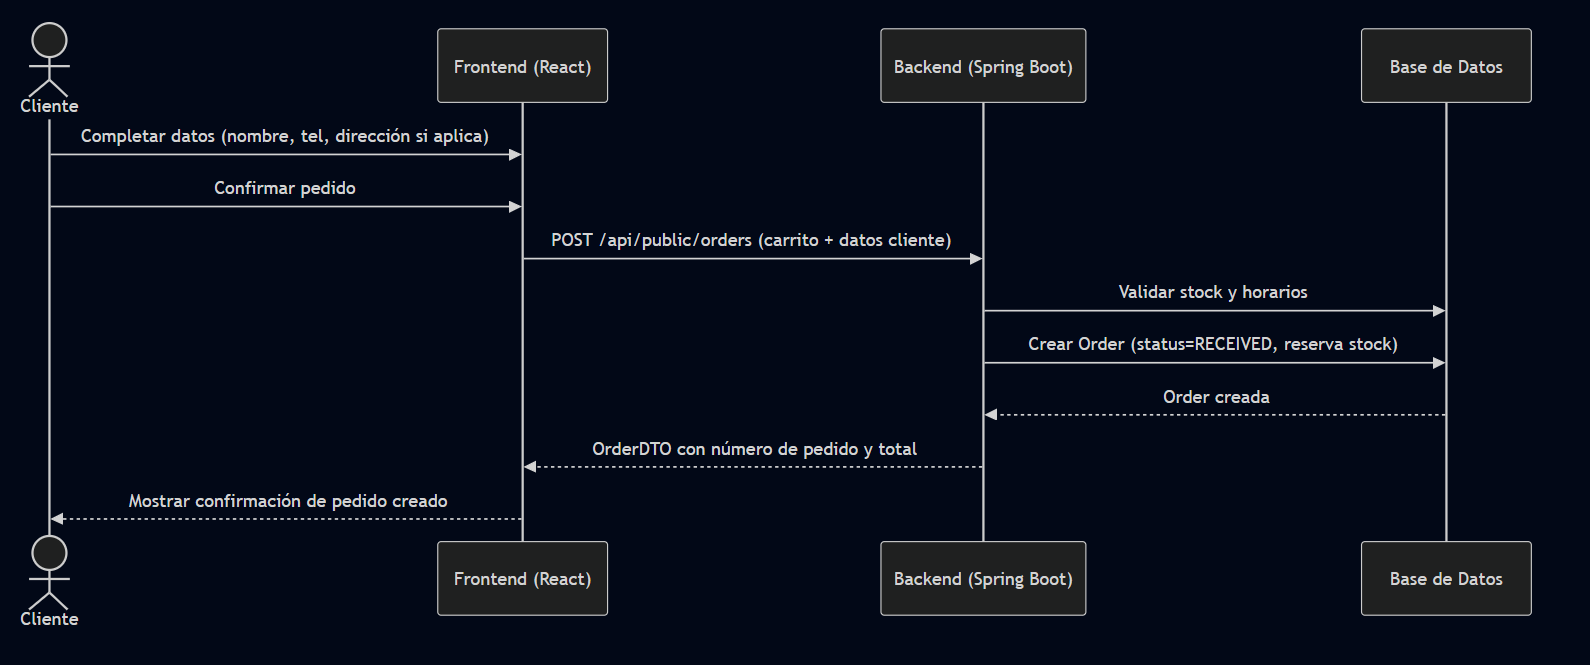 Cliente
Frontend (React)
Backend (Spring Boot)
Base de Datos
Completar datos (nombre, tel, dirección si aplica)
Confirmar pedido
POST /api/public/orders (carrito + datos cliente)
Validar stock y horarios
Crear Order (status=RECEIVED, reserva stock)
Order creada
OrderDTO con número de pedido y total
Mostrar confirmación de pedido creado
Cliente
Frontend (React)
Backend (Spring Boot)
Base de Datos